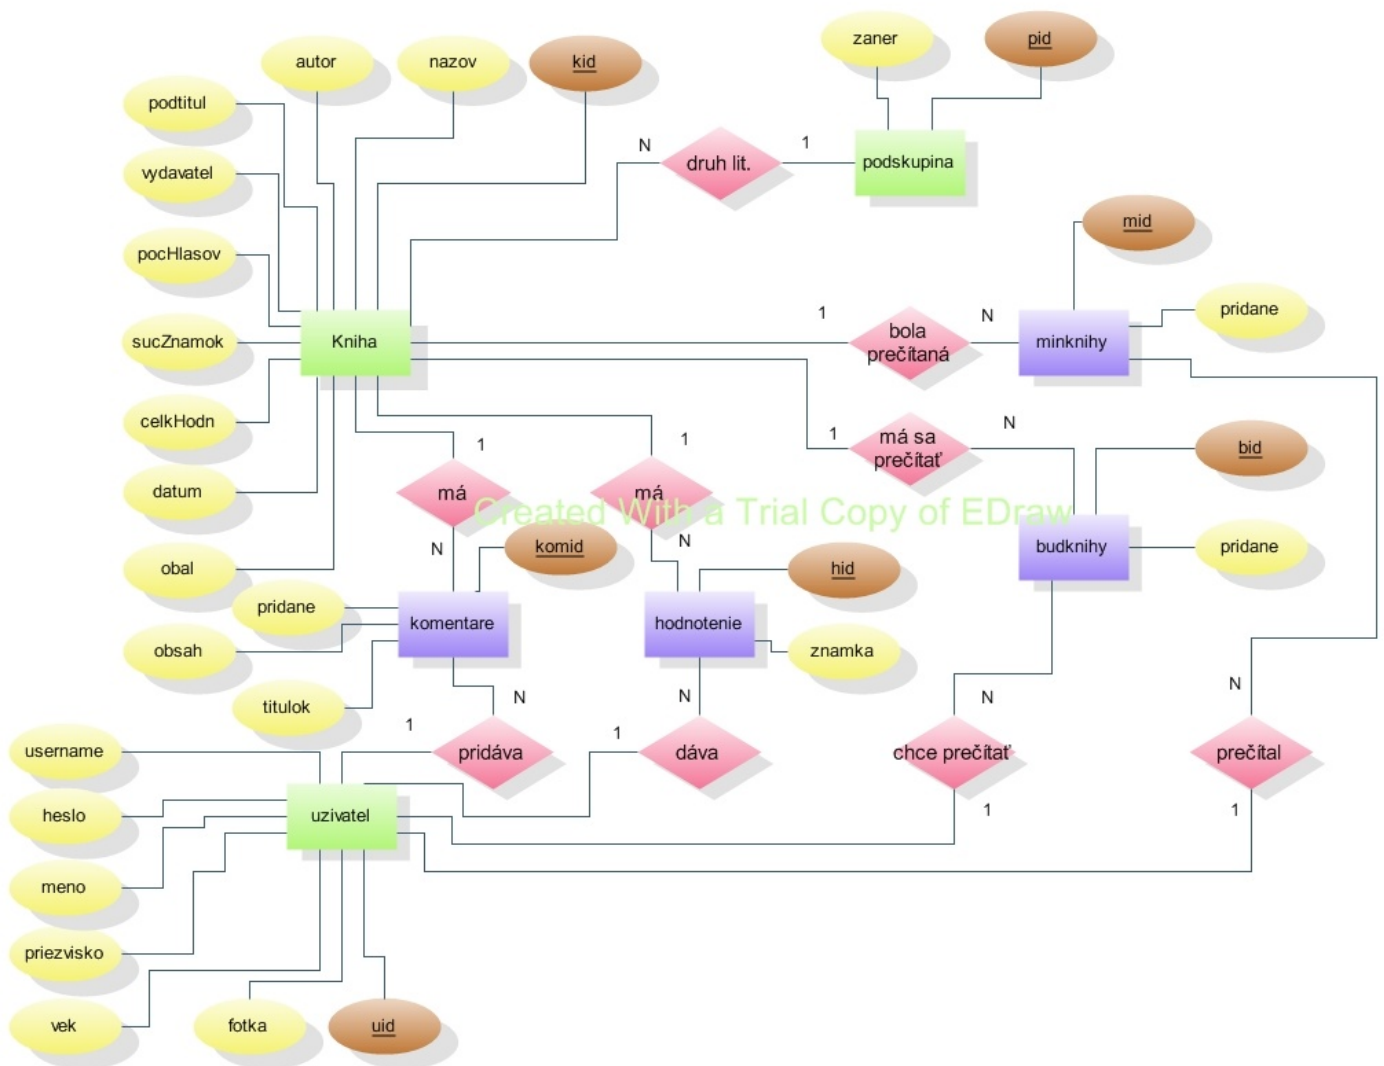 zaner
pid
autor
nazov
kid
podtitul
N
1
druh lit.
podskupina
vydavatel
mid
pocHlasov
pridane
1
N
bola
prečítaná
sucZnamok
Kniha
minknihy
celkHodn
1
1
1
má sa
prečítať
N
bid
datum
má
má
Created With a Trial Copy of EDraw
N
N
komid
budknihy
pridane
obal
hid
pridane
komentare
hodnotenie
obsah
znamka
titulok
N
N
N
N
1
1
username
pridáva
dáva
chce prečítať
prečítal
heslo
uzivatel
1
1
meno
priezvisko
vek
fotka
uid